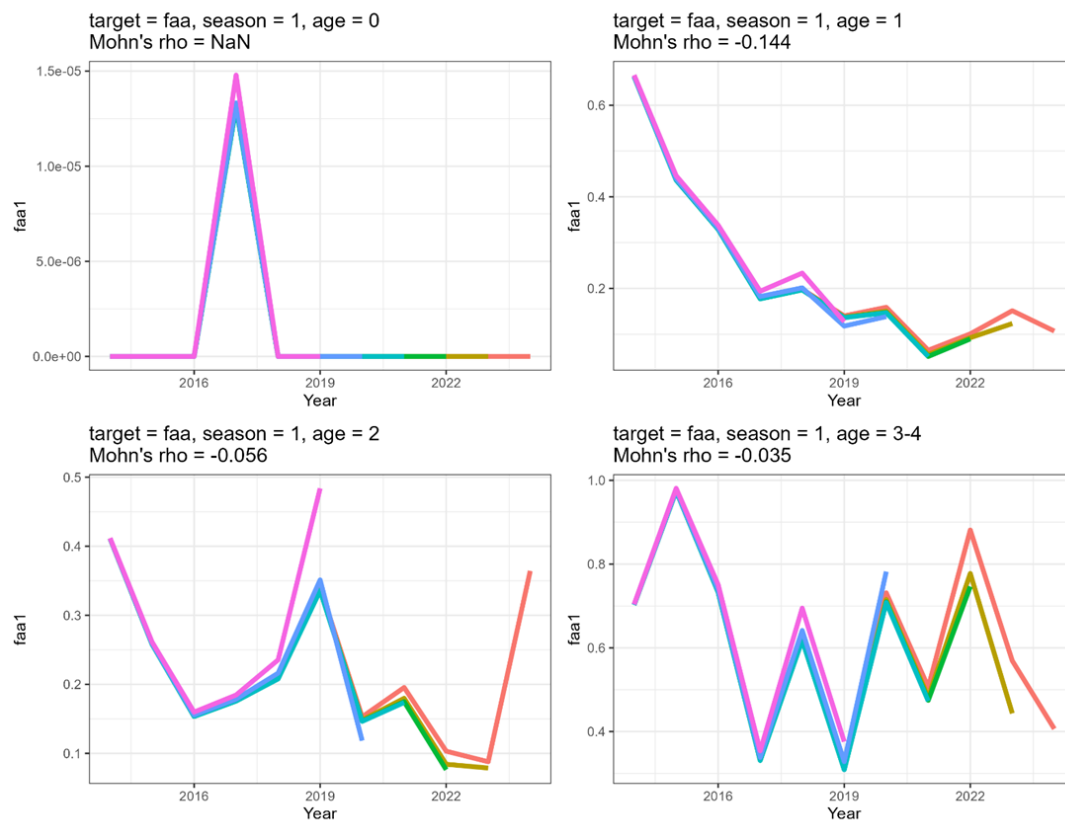 target = faa, season = 1, age = 0
Mohn's rho = NaN
1.5e-05
1.0e-05
5.0e-06
0.0e+00
faa1
2016
2019
2022
Year
target = faa, season = 1, age = 1
Mohn's rho = -0.144
0.6
0.4
0.2
faa1
2016
2019
2022
Year
target = faa, season = 1, age = 2
Mohn's rho = -0.056
0.5
0.4
0.3
0.2
0.1
faa1
2016
2019
2022
Year
target = faa, season = 1, age = 3-4
Mohn's rho = -0.035
1.0
0.8
0.6
0.4
faa1
2016
2019
2022
Year